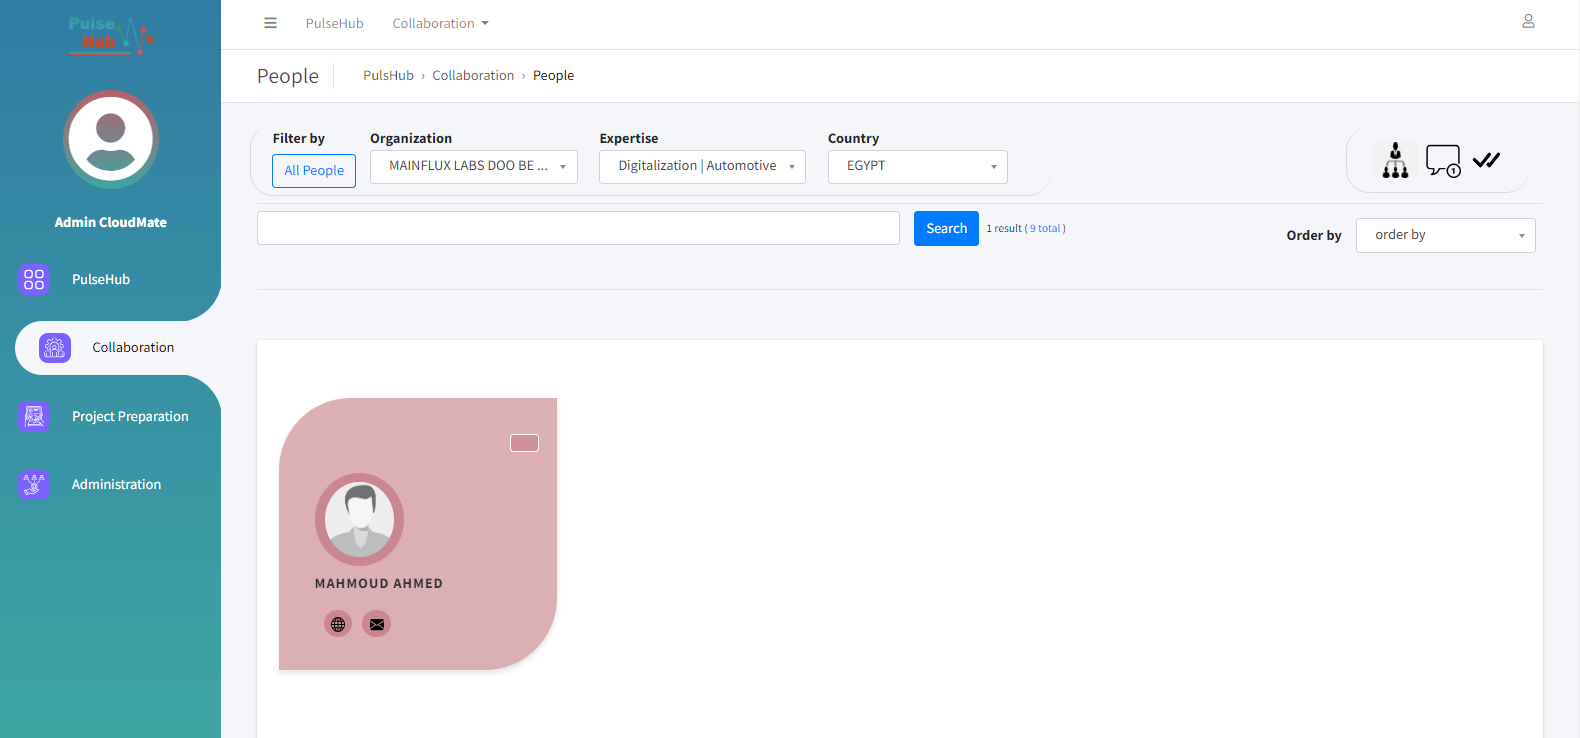 Pulse
Hub
Admin CloudMate
PulseHub
Collaboration
Project Preparation
Administration
PulseHub Collaboration
People PulsHub › Collaboration › People
Filter by Organization Expertise Country
All People MAINFLUX LABS DOO BE ... Digitalization | Automotive EGYPT
1
Search 1 result ( 9 total )
Order by order by
MAHMOUD AHMED